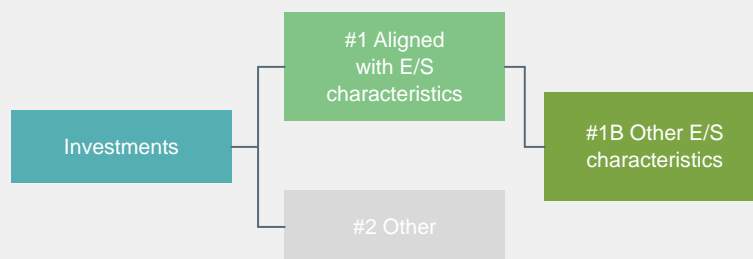 #1 Aligned
with E/S
characteristics
Investments
#1B Other E/S
characteristics
#2 Other